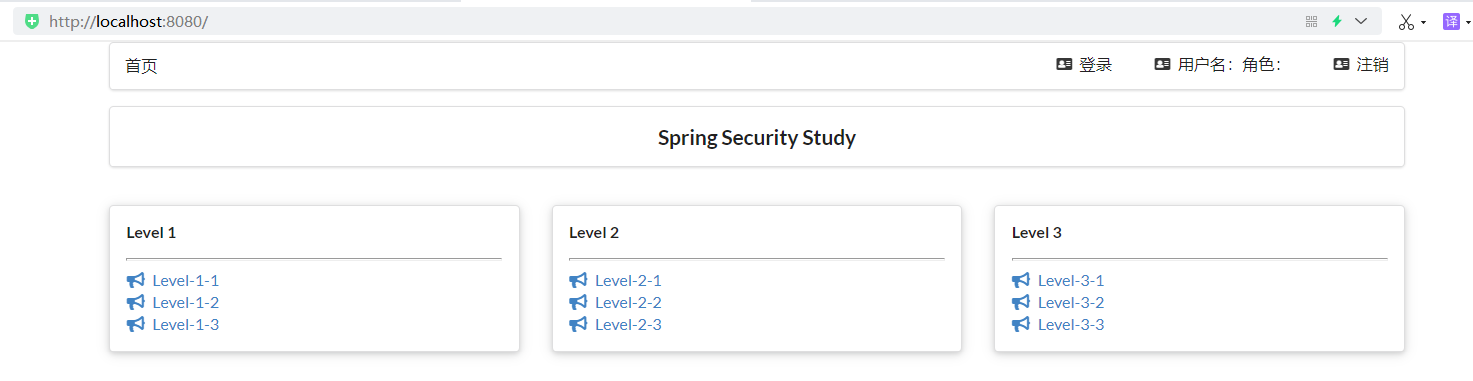 http://localhost:8080/
译
首页 登录 用户名：角色： 注销
Spring Security Study
Level 1
Level-1-1
Level-1-2
Level-1-3
Level 2
Level-2-1
Level-2-2
Level-2-3
Level 3
Level-3-1
Level-3-2
Level-3-3